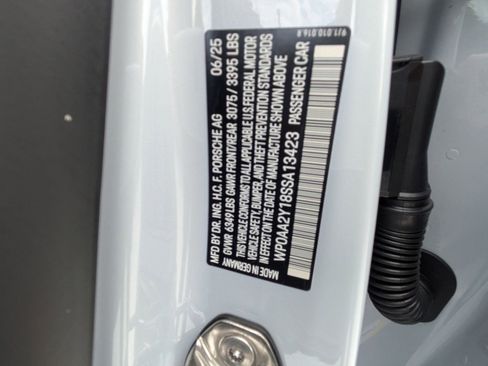 9J1.010.016.R
MFD BY DR. ING. H.C. F. PORSCHE AG 06/25
GVWR 6349 LBS GAWR FRONT/REAR 3075/ 3395 LBS
THIS VEHICLE CONFORMS TO ALL APPLICABLE U.S. FEDERAL MOTOR
VEHICLE SAFETY, BUMPER, AND THEFT PREVENTION STANDARDS
IN EFFECT ON THE DATE OF MANUFACTURE SHOWN ABOVE
WP0AA2Y18SSA13423 PASSENGER CAR
MADE IN GERMANY